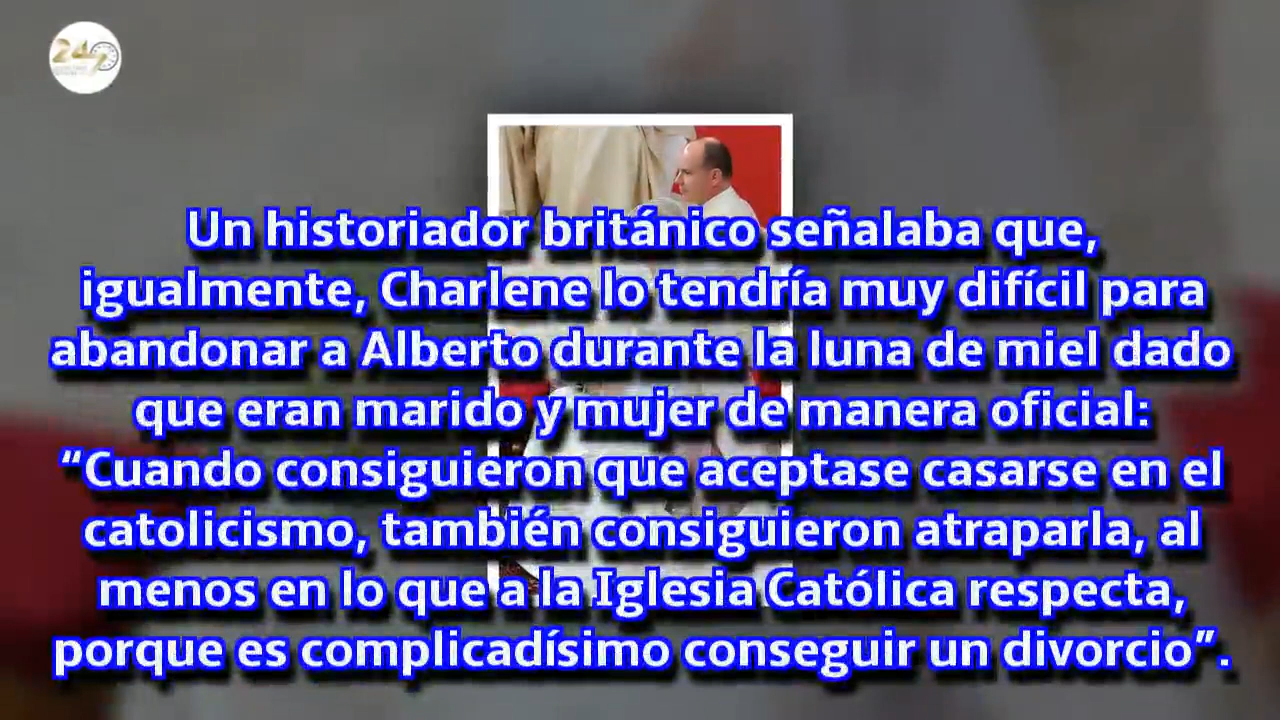 24/7
Un historiador británico señalaba que,
igualmente, Charlene lo tendría muy difícil para
abandonar a Alberto durante la luna de miel dado
que eran marido y mujer de manera oficial:
“Cuando consiguieron que aceptase casarse en el
catolicismo, también consiguieron atraparla, al
menos en lo que a la Iglesia Católica respecta,
porque es complicadísimo conseguir un divorcio”.